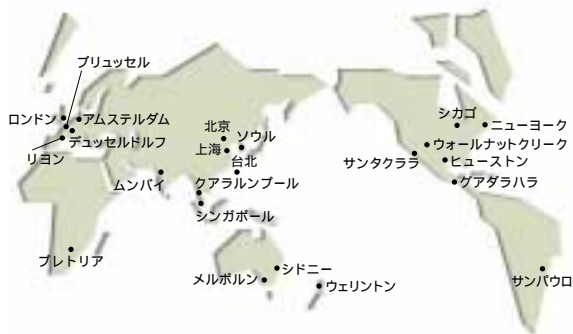 ブリュッセル
ロンドン
アムステルダム
デュッセルドルフ
リヨン
北京
ソウル
上海
台北
ムンバイ
クアラルンプール
シンガポール
プレトリア
シドニー
メルボルン
ウェリントン
シカゴ
ニューヨーク
ウォールナットクリーク
サンタクララ
ヒューストン
グアダラハラ
サンパウロ